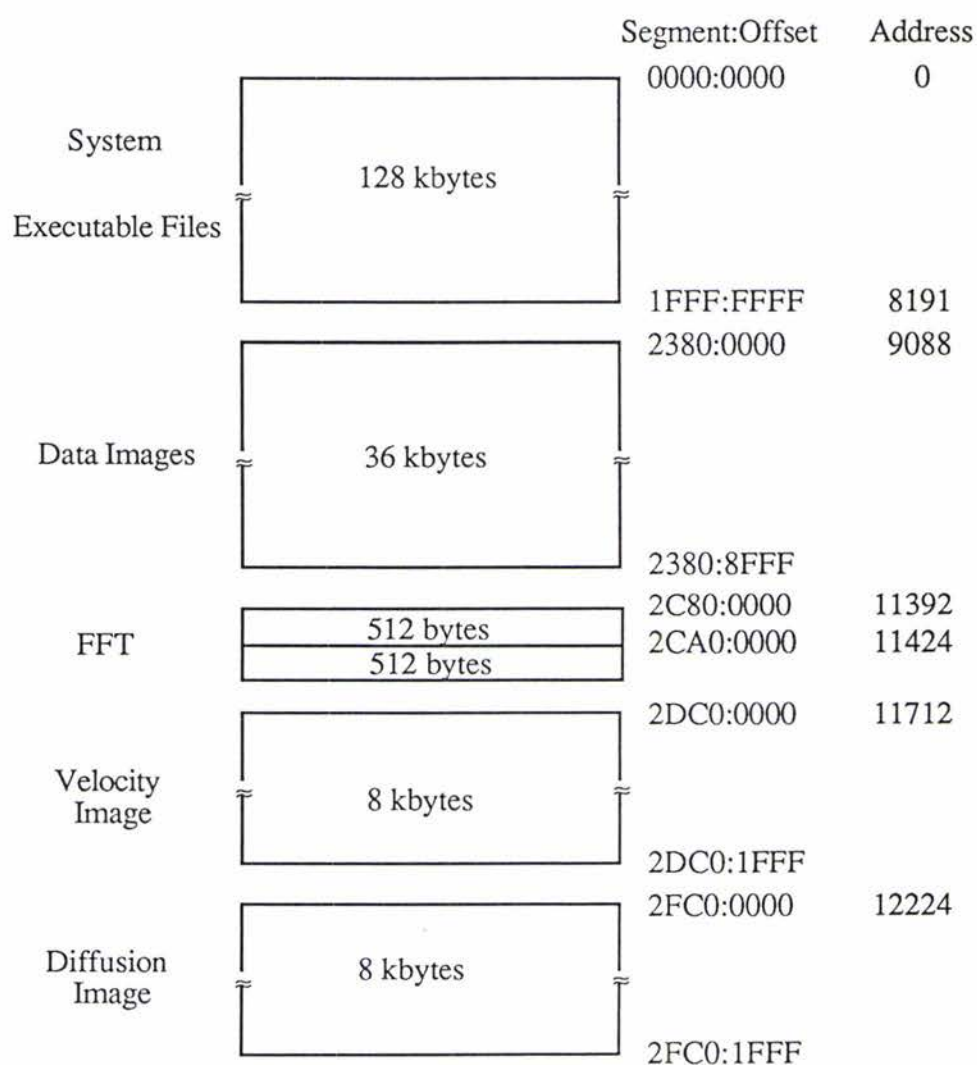 Segment:Offset Address
0000:0000 0
System
128 kbytes
Executable Files
1FFF:FFFF 8191
2380:0000 9088
Data Images
36 kbytes
2380:8FFF
2C80:0000 11392
FFT
512 bytes
2CA0:0000 11424
512 bytes
2DC0:0000 11712
Velocity
Image
8 kbytes
2DC0:1FFF
2FC0:0000 12224
Diffusion
Image
8 kbytes
2FC0:1FFF